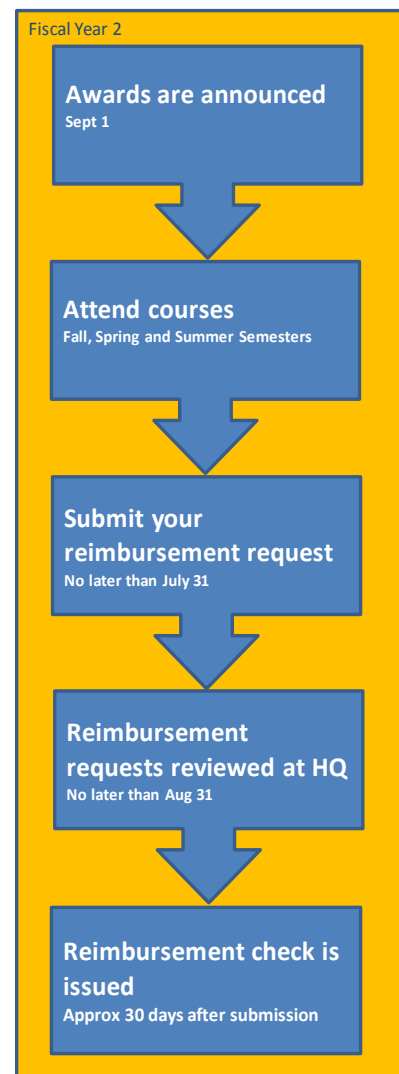 Fiscal Year 2
Awards are announced
Sept 1
Attend courses
Fall, Spring and Summer Semesters
Submit your
reimbursement request
No later than July 31
Reimbursement
requests reviewed at HQ
No later than Aug 31
Reimbursement check is
issued
Approx 30 days after submission